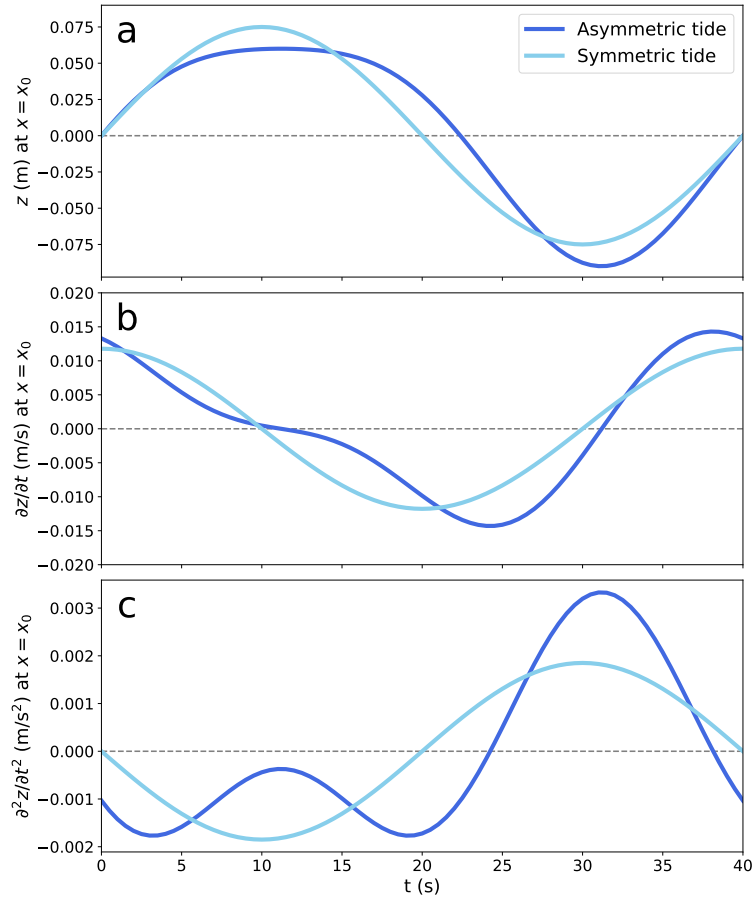 a
Asymmetric tide
Symmetric tide
0.075
0.050
0.025
0.000
−0.025
−0.050
−0.075
z (m) at x = x₀
b
0.020
0.015
0.010
0.005
0.000
−0.005
−0.010
−0.015
−0.020
∂z/∂t (m/s) at x = x₀
c
0.003
0.002
0.001
0.000
−0.001
−0.002
∂²z/∂t² (m/s²) at x = x₀
0 5 10 15 20 25 30 35 40
t (s)